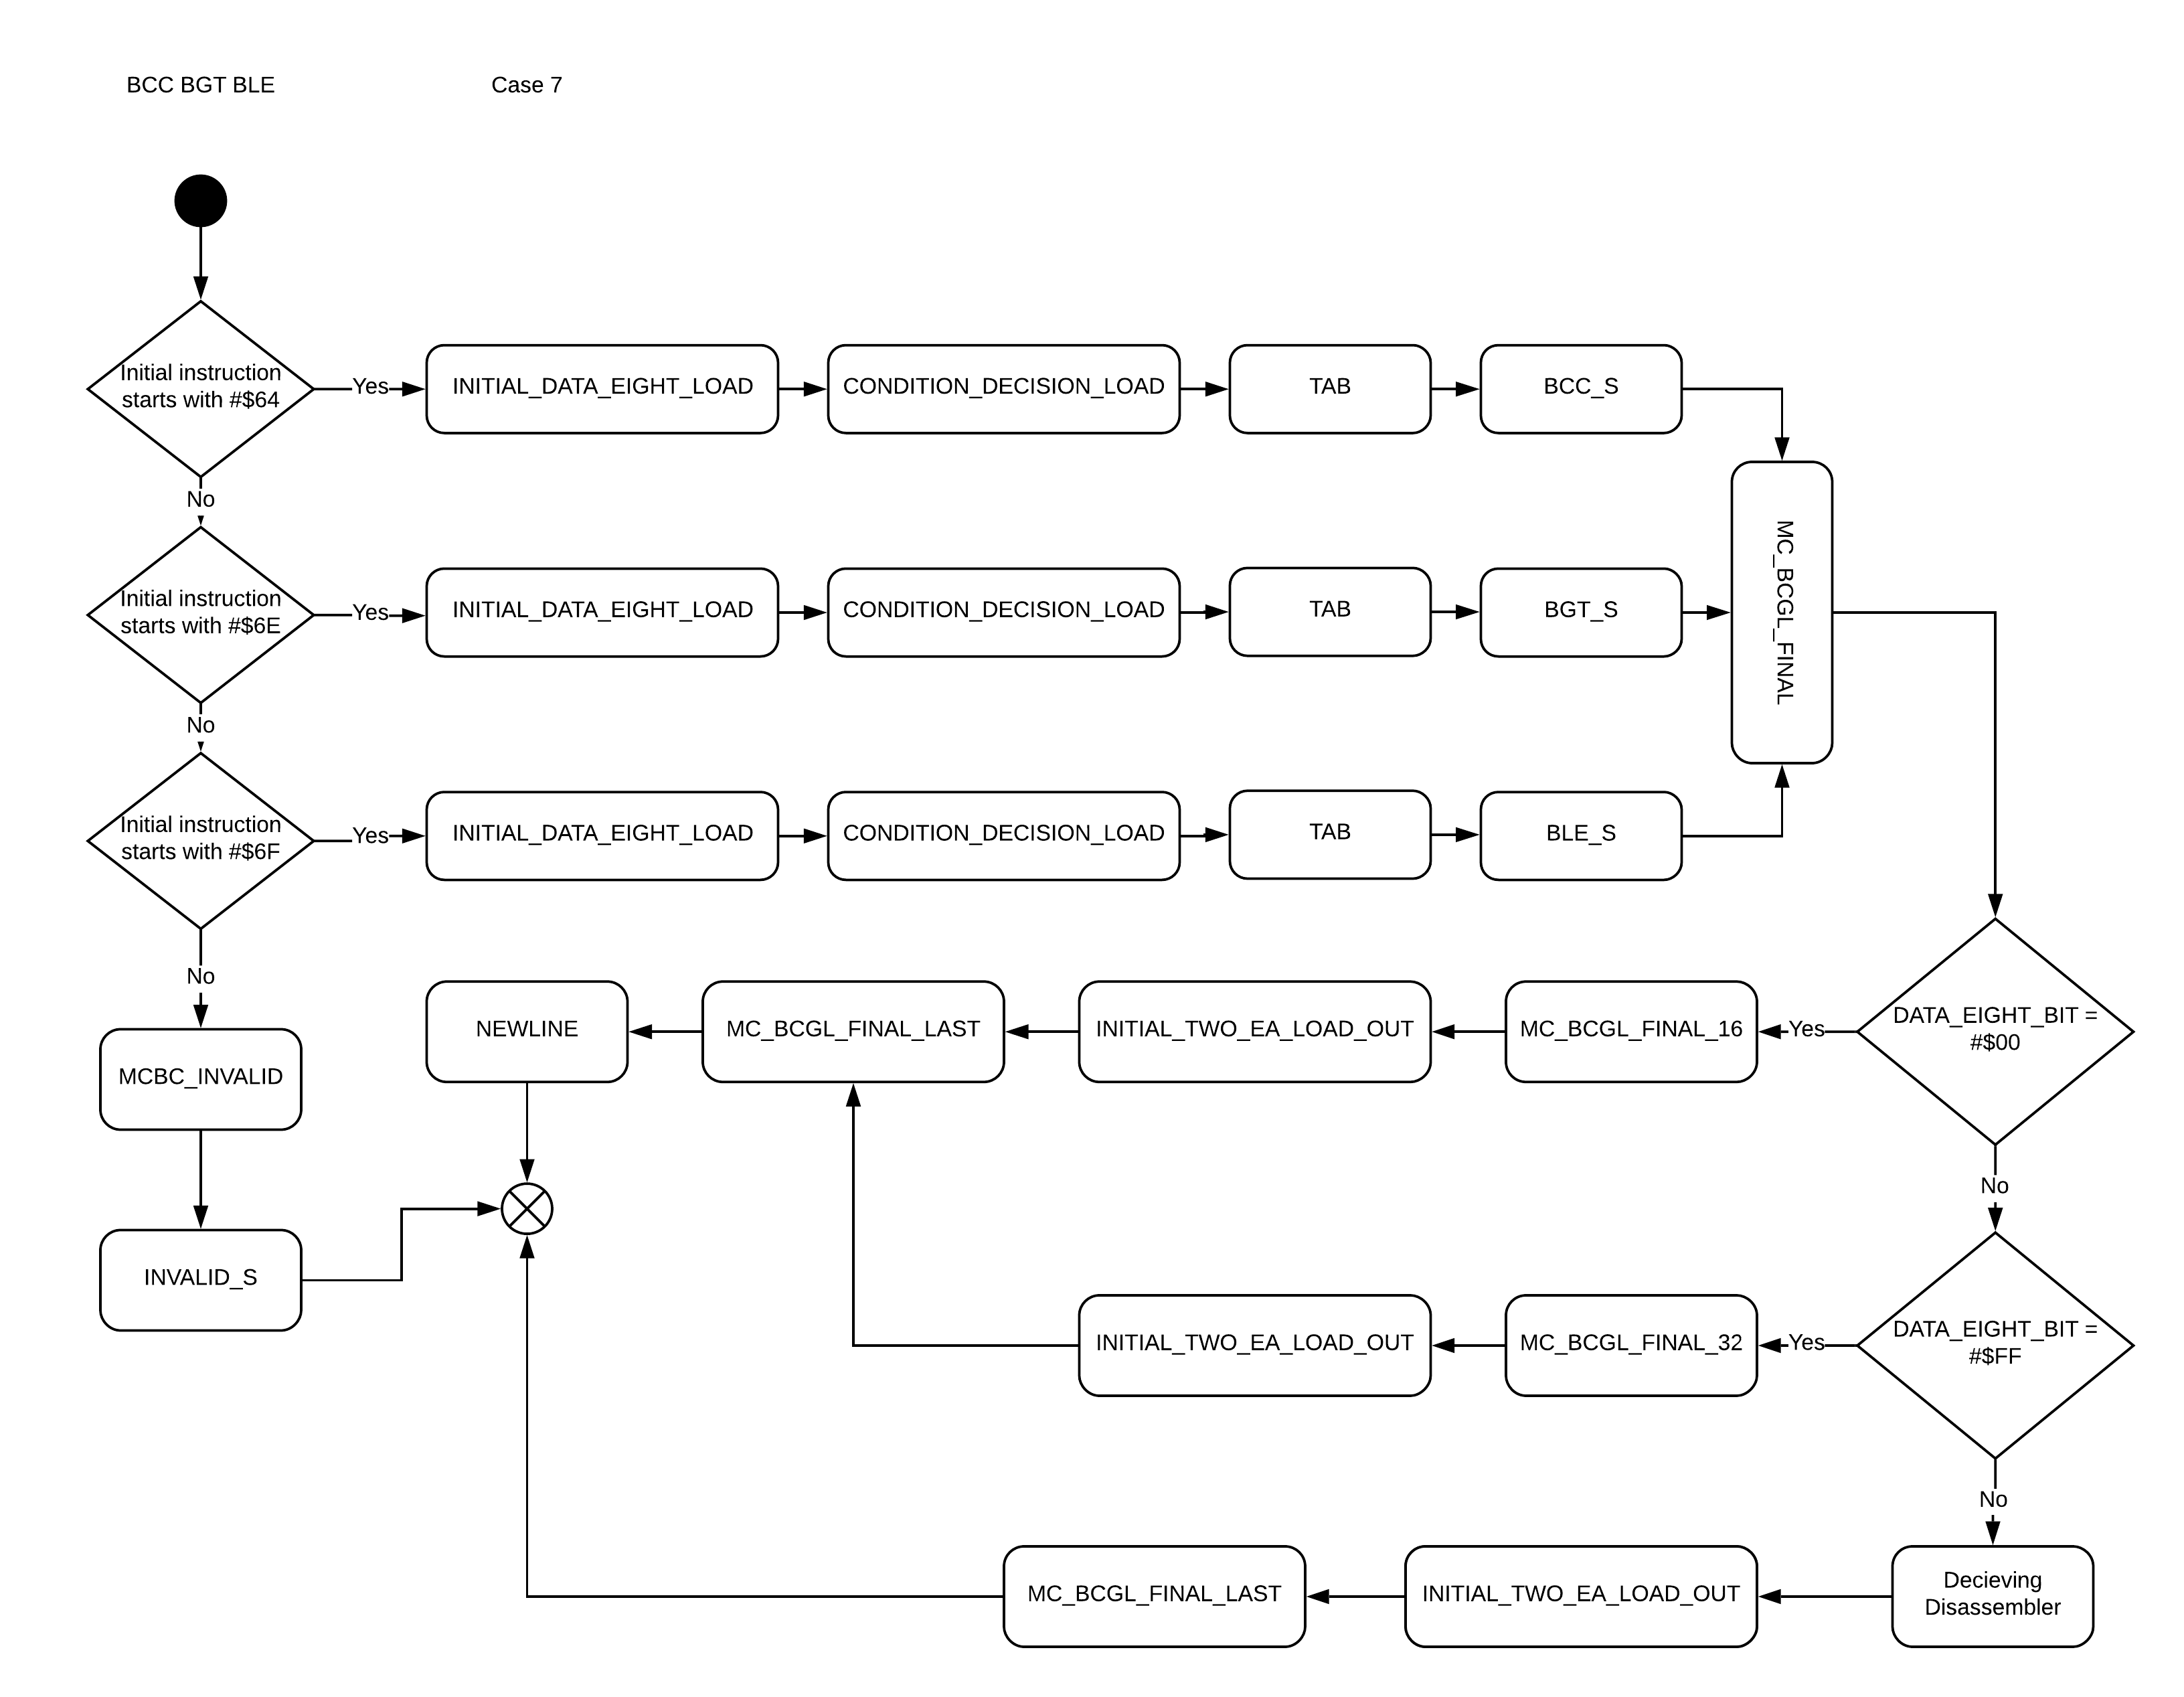 BCC BGT BLE
Case 7
Initial instruction
starts with #$64
Yes
INITIAL_DATA_EIGHT_LOAD
CONDITION_DECISION_LOAD
TAB
BCC_S
No
MC_BCGL_FINAL
Initial instruction
starts with #$6E
Yes
INITIAL_DATA_EIGHT_LOAD
CONDITION_DECISION_LOAD
TAB
BGT_S
No
Initial instruction
starts with #$6F
Yes
INITIAL_DATA_EIGHT_LOAD
CONDITION_DECISION_LOAD
TAB
BLE_S
No
NEWLINE
MC_BCGL_FINAL_LAST
INITIAL_TWO_EA_LOAD_OUT
MC_BCGL_FINAL_16
Yes
DATA_EIGHT_BIT =
#$00
MCBC_INVALID
No
INVALID_S
INITIAL_TWO_EA_LOAD_OUT
MC_BCGL_FINAL_32
Yes
DATA_EIGHT_BIT =
#$FF
No
MC_BCGL_FINAL_LAST
INITIAL_TWO_EA_LOAD_OUT
Decieving
Disassembler